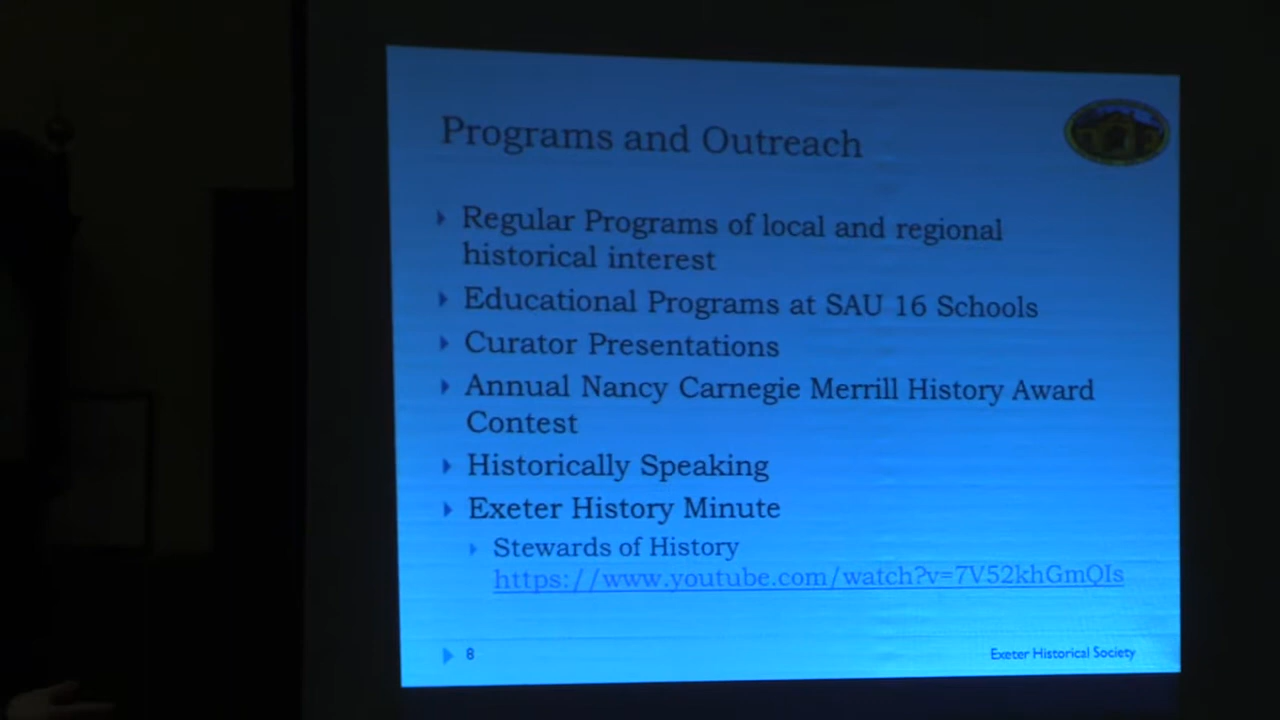 Programs and Outreach
Regular Programs of local and regional
historical interest
Educational Programs at SAU 16 Schools
Curator Presentations
Annual Nancy Carnegie Merrill History Award
Contest
Historically Speaking
Exeter History Minute
Stewards of History
https://www.youtube.com/watch?v=7V52khGmQIs
8
Exeter Historical Society